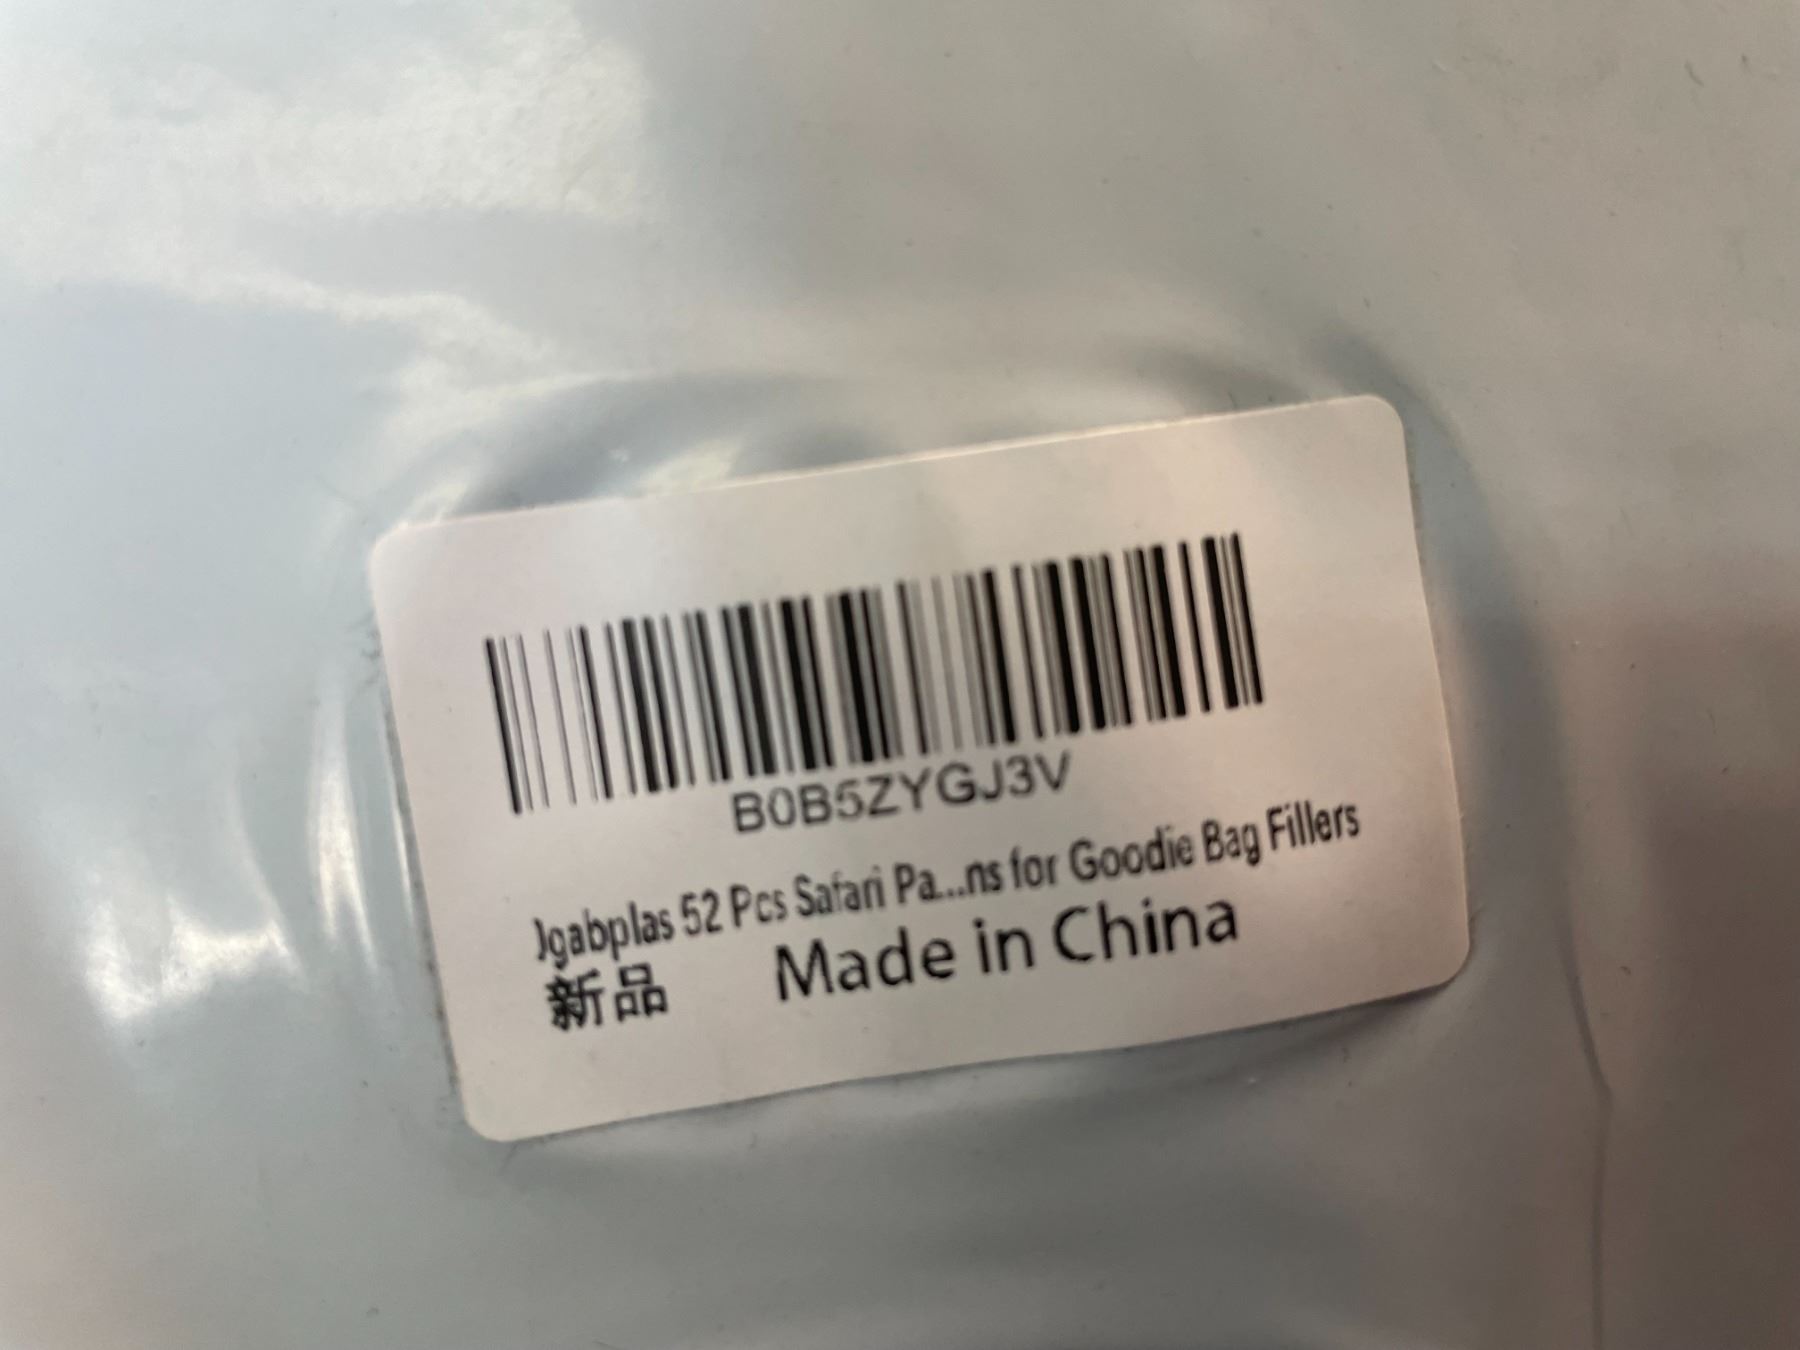 B0B5ZYGJ3V
Jgabplas 52 Pcs Safari Pa...ns for Goodie Bag Fillers
新品 Made in China